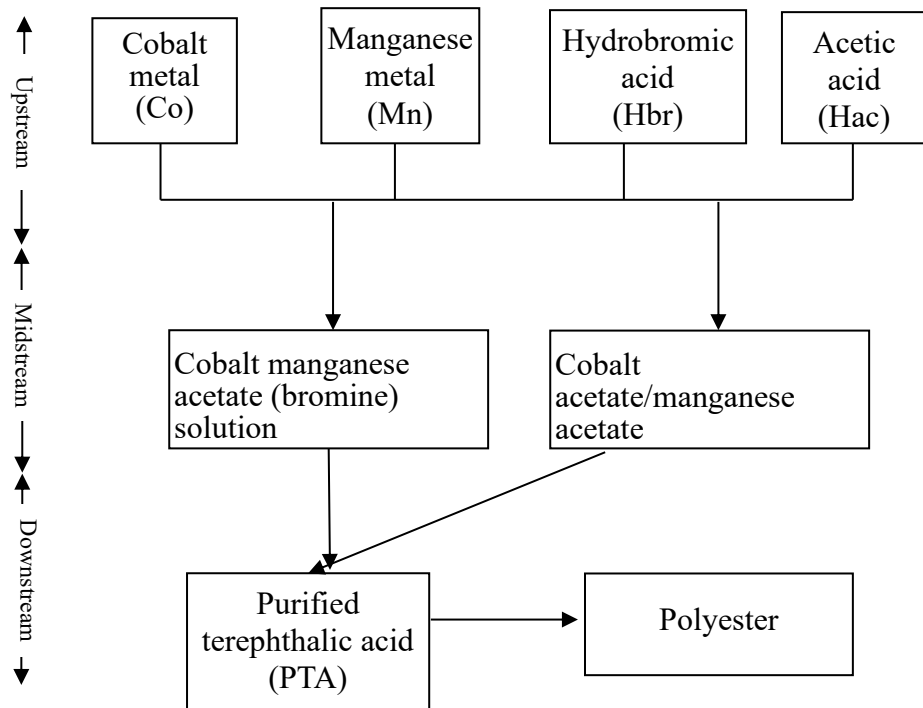 Upstream
Cobalt
metal
(Co)
Manganese
metal
(Mn)
Hydrobromic
acid
(Hbr)
Acetic
acid
(Hac)
Midstream
Cobalt manganese
acetate (bromine)
solution
Cobalt
acetate/manganese
acetate
Downstream
Purified
terephthalic acid
(PTA)
Polyester